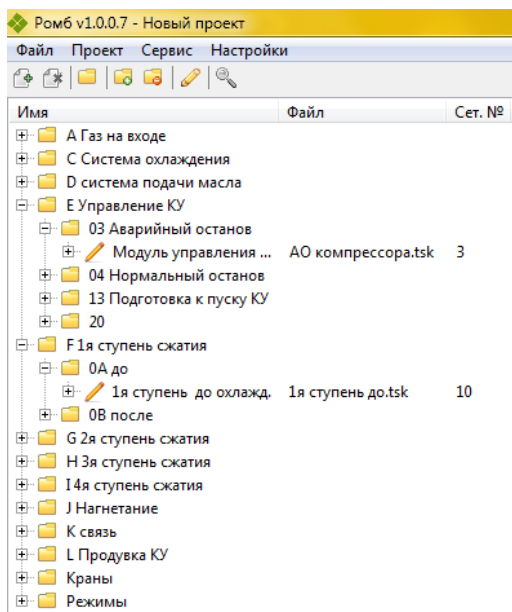 Ромб v1.0.0.7 - Новый проект
Файл Проект Сервис Настройки
Имя Файл Сет. №
А Газ на входе
С Система охлаждения
D система подачи масла
Е Управление КУ
03 Аварийный останов
Модуль управления ... АО компрессора.tsk 3
04 Нормальный останов
13 Подготовка к пуску КУ
20
F 1я ступень сжатия
0A до
1я ступень до охлажд. 1я ступень до.tsk 10
0B после
G 2я ступень сжатия
H 3я ступень сжатия
I 4я ступень сжатия
J Нагнетание
K связь
L Продувка КУ
Краны
Режимы